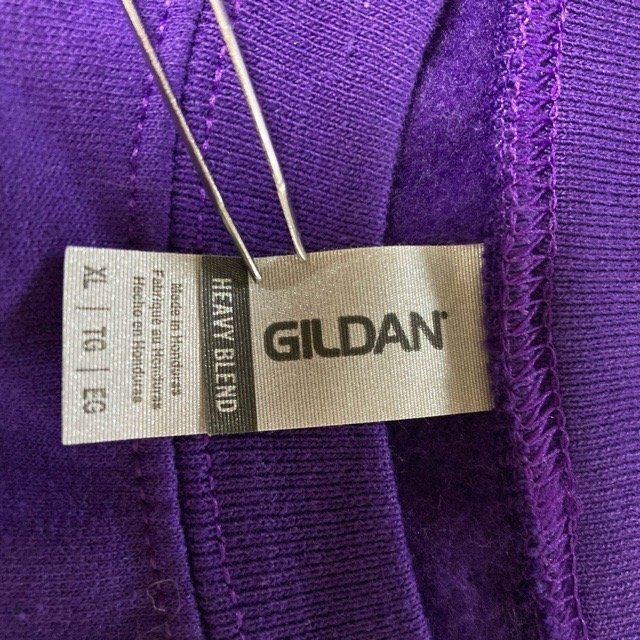 GILDAN
HEAVY BLEND
Made in Honduras
Fabriqué au Honduras
Hecho en Honduras
XL | TG | EG